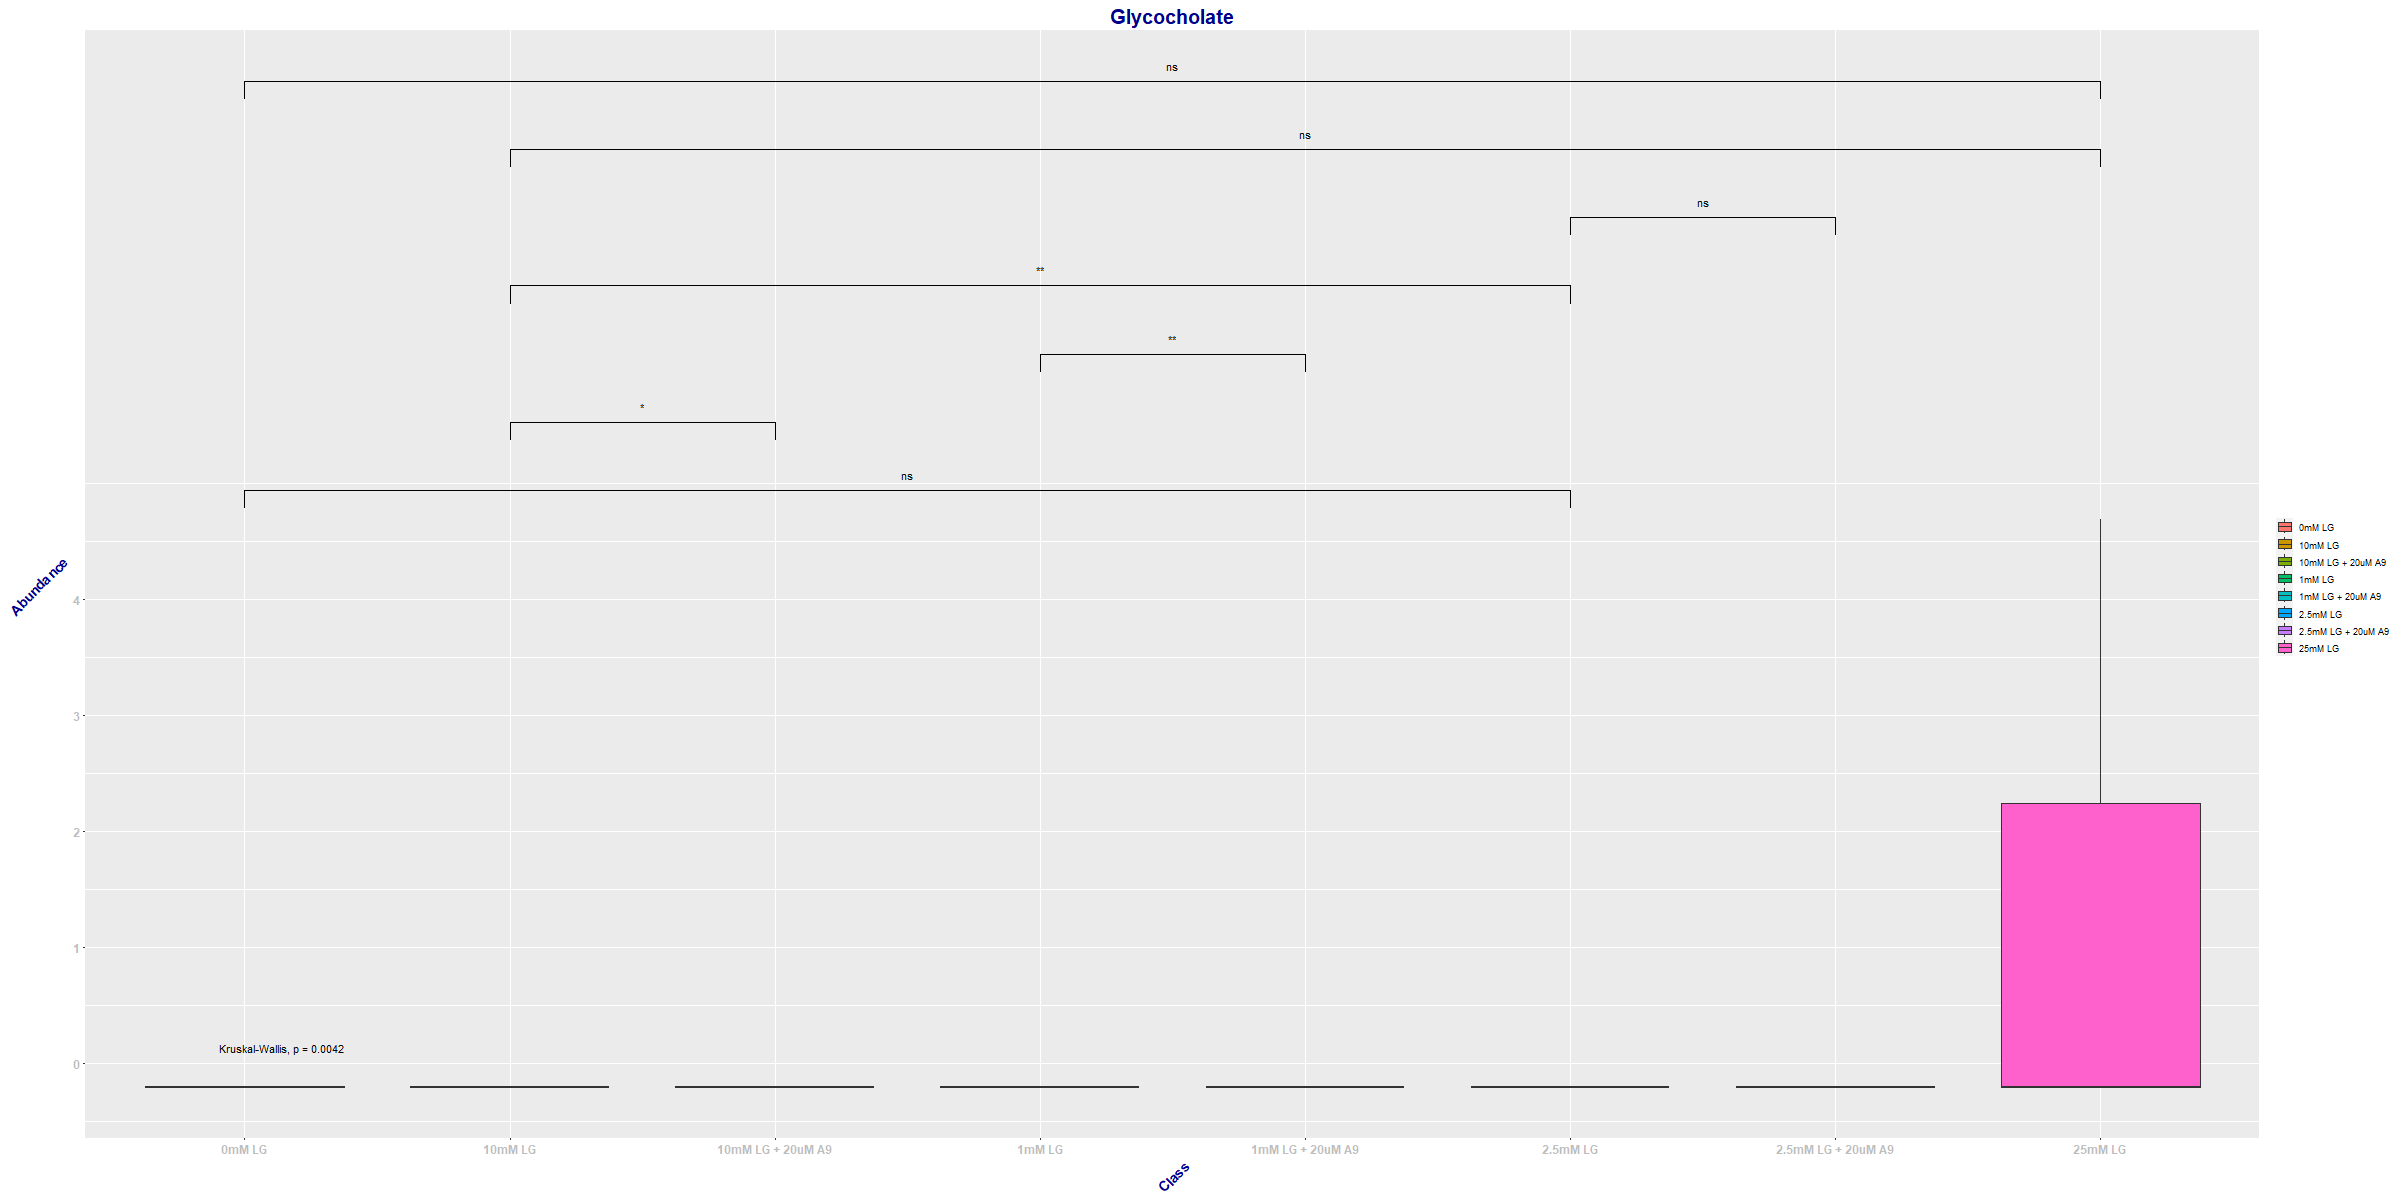 Glycocholate
ns
ns
ns
**
**
*
ns
Abundance
4
3
2
1
0
Kruskal-Wallis, p = 0.0042
0mM LG
10mM LG
10mM LG + 20uM A9
1mM LG
1mM LG + 20uM A9
2.5mM LG
2.5mM LG + 20uM A9
25mM LG
Class
0mM LG
10mM LG
10mM LG + 20uM A9
1mM LG
1mM LG + 20uM A9
2.5mM LG
2.5mM LG + 20uM A9
25mM LG